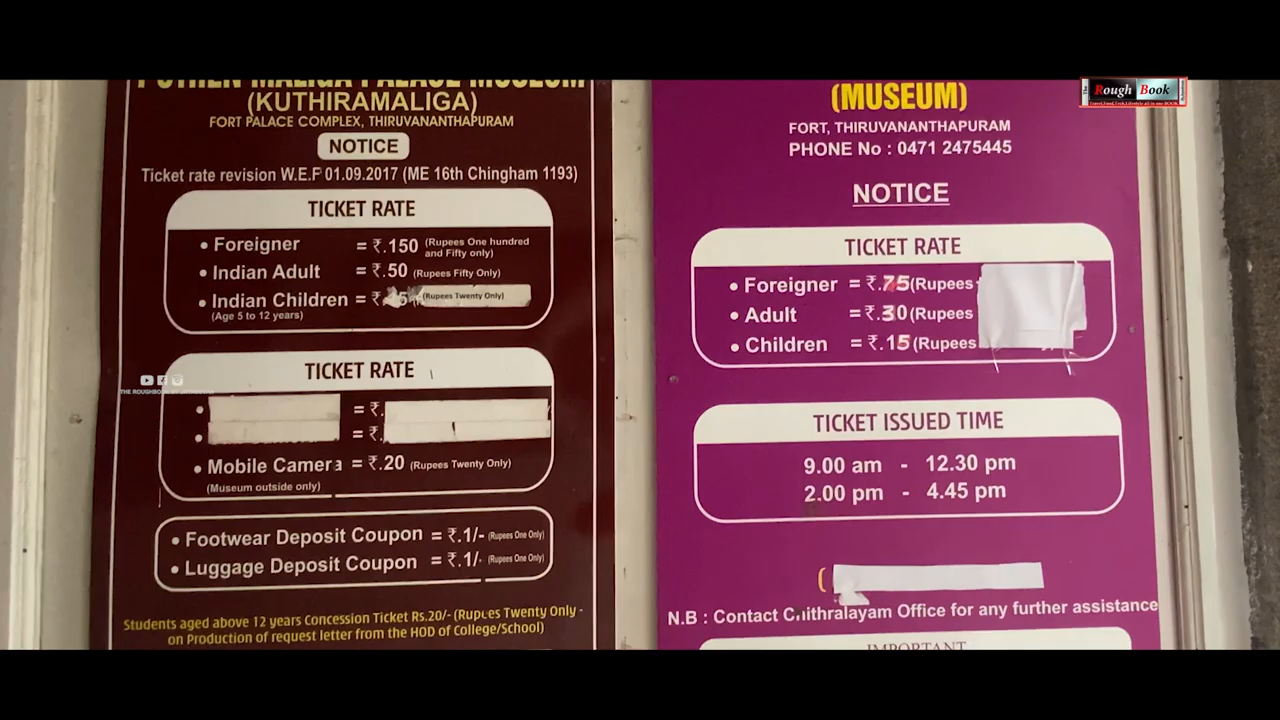 PUTHEN MALIGA PALACE MUSEUM
(KUTHIRAMALIGA)
FORT PALACE COMPLEX, THIRUVANANTHAPURAM
NOTICE
Ticket rate revision W.E.F 01.09.2017 (ME 16th Chingham 1193)
TICKET RATE
• Foreigner = ₹.150 (Rupees One hundred and Fifty only)
• Indian Adult = ₹.50 (Rupees Fifty Only)
• Indian Children = ₹. (Rupees Twenty Only)
(Age 5 to 12 years)
TICKET RATE
• = ₹.
• = ₹.
• Mobile Camera = ₹.20 (Rupees Twenty Only)
(Museum outside only)
• Footwear Deposit Coupon = ₹.1/- (Rupees One Only)
• Luggage Deposit Coupon = ₹.1/- (Rupees One Only)
Students aged above 12 years Concession Ticket Rs.20/- (Rupees Twenty Only -
on Production of request letter from the HOD of College/School)
(MUSEUM)
FORT, THIRUVANANTHAPURAM
PHONE No : 0471 2475445
NOTICE
TICKET RATE
• Foreigner = ₹.75 (Rupees
• Adult = ₹.30 (Rupees
• Children = ₹.15 (Rupees
TICKET ISSUED TIME
9.00 am - 12.30 pm
2.00 pm - 4.45 pm
(
N.B : Contact Chithralayam Office for any further assistance
IMPORTANT
The Rough Book